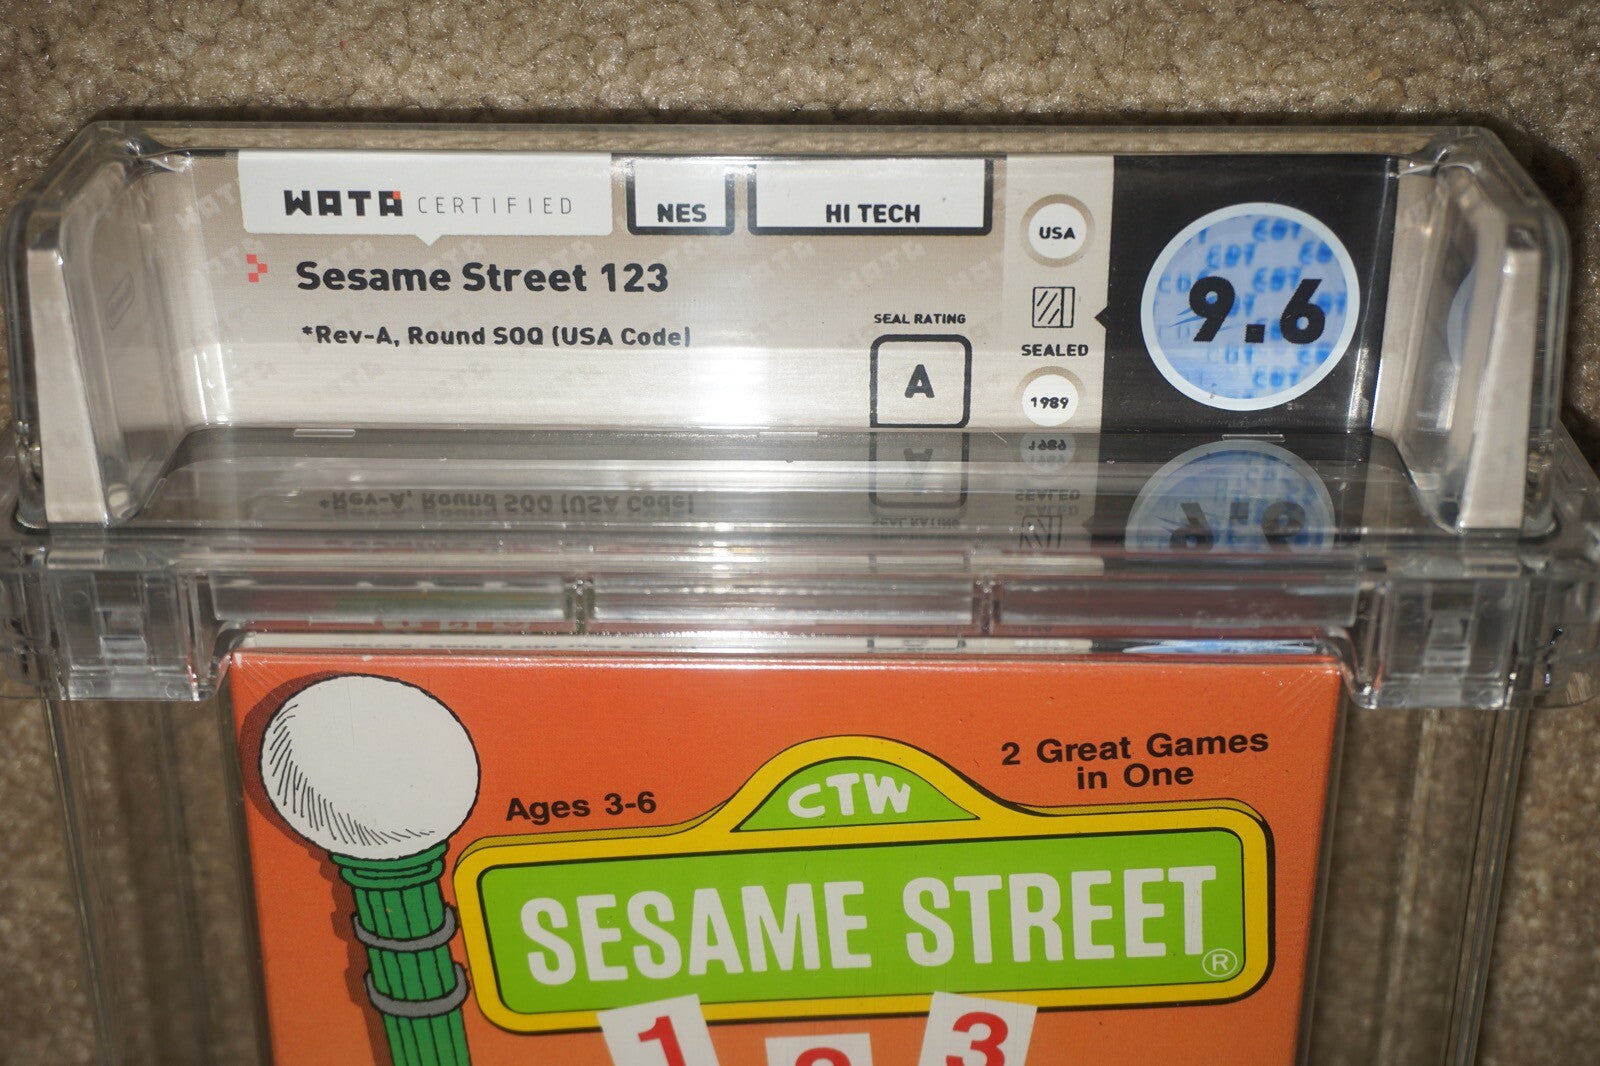 WATA CERTIFIED
NES
HI TECH
Sesame Street 123
*Rev-A, Round SOQ (USA Code)
SEAL RATING
A
USA
SEALED
1989
9.6
2 Great Games
in One
Ages 3-6
CTW
SESAME STREET®
1 2 3